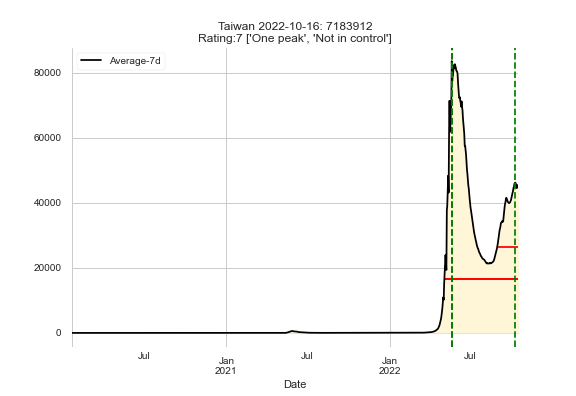 Taiwan 2022-10-16: 7183912
Rating:7 ['One peak', 'Not in control']
Average-7d
80000
60000
40000
20000
0
Jul
Jan
2021
Jul
Jan
2022
Jul
Date